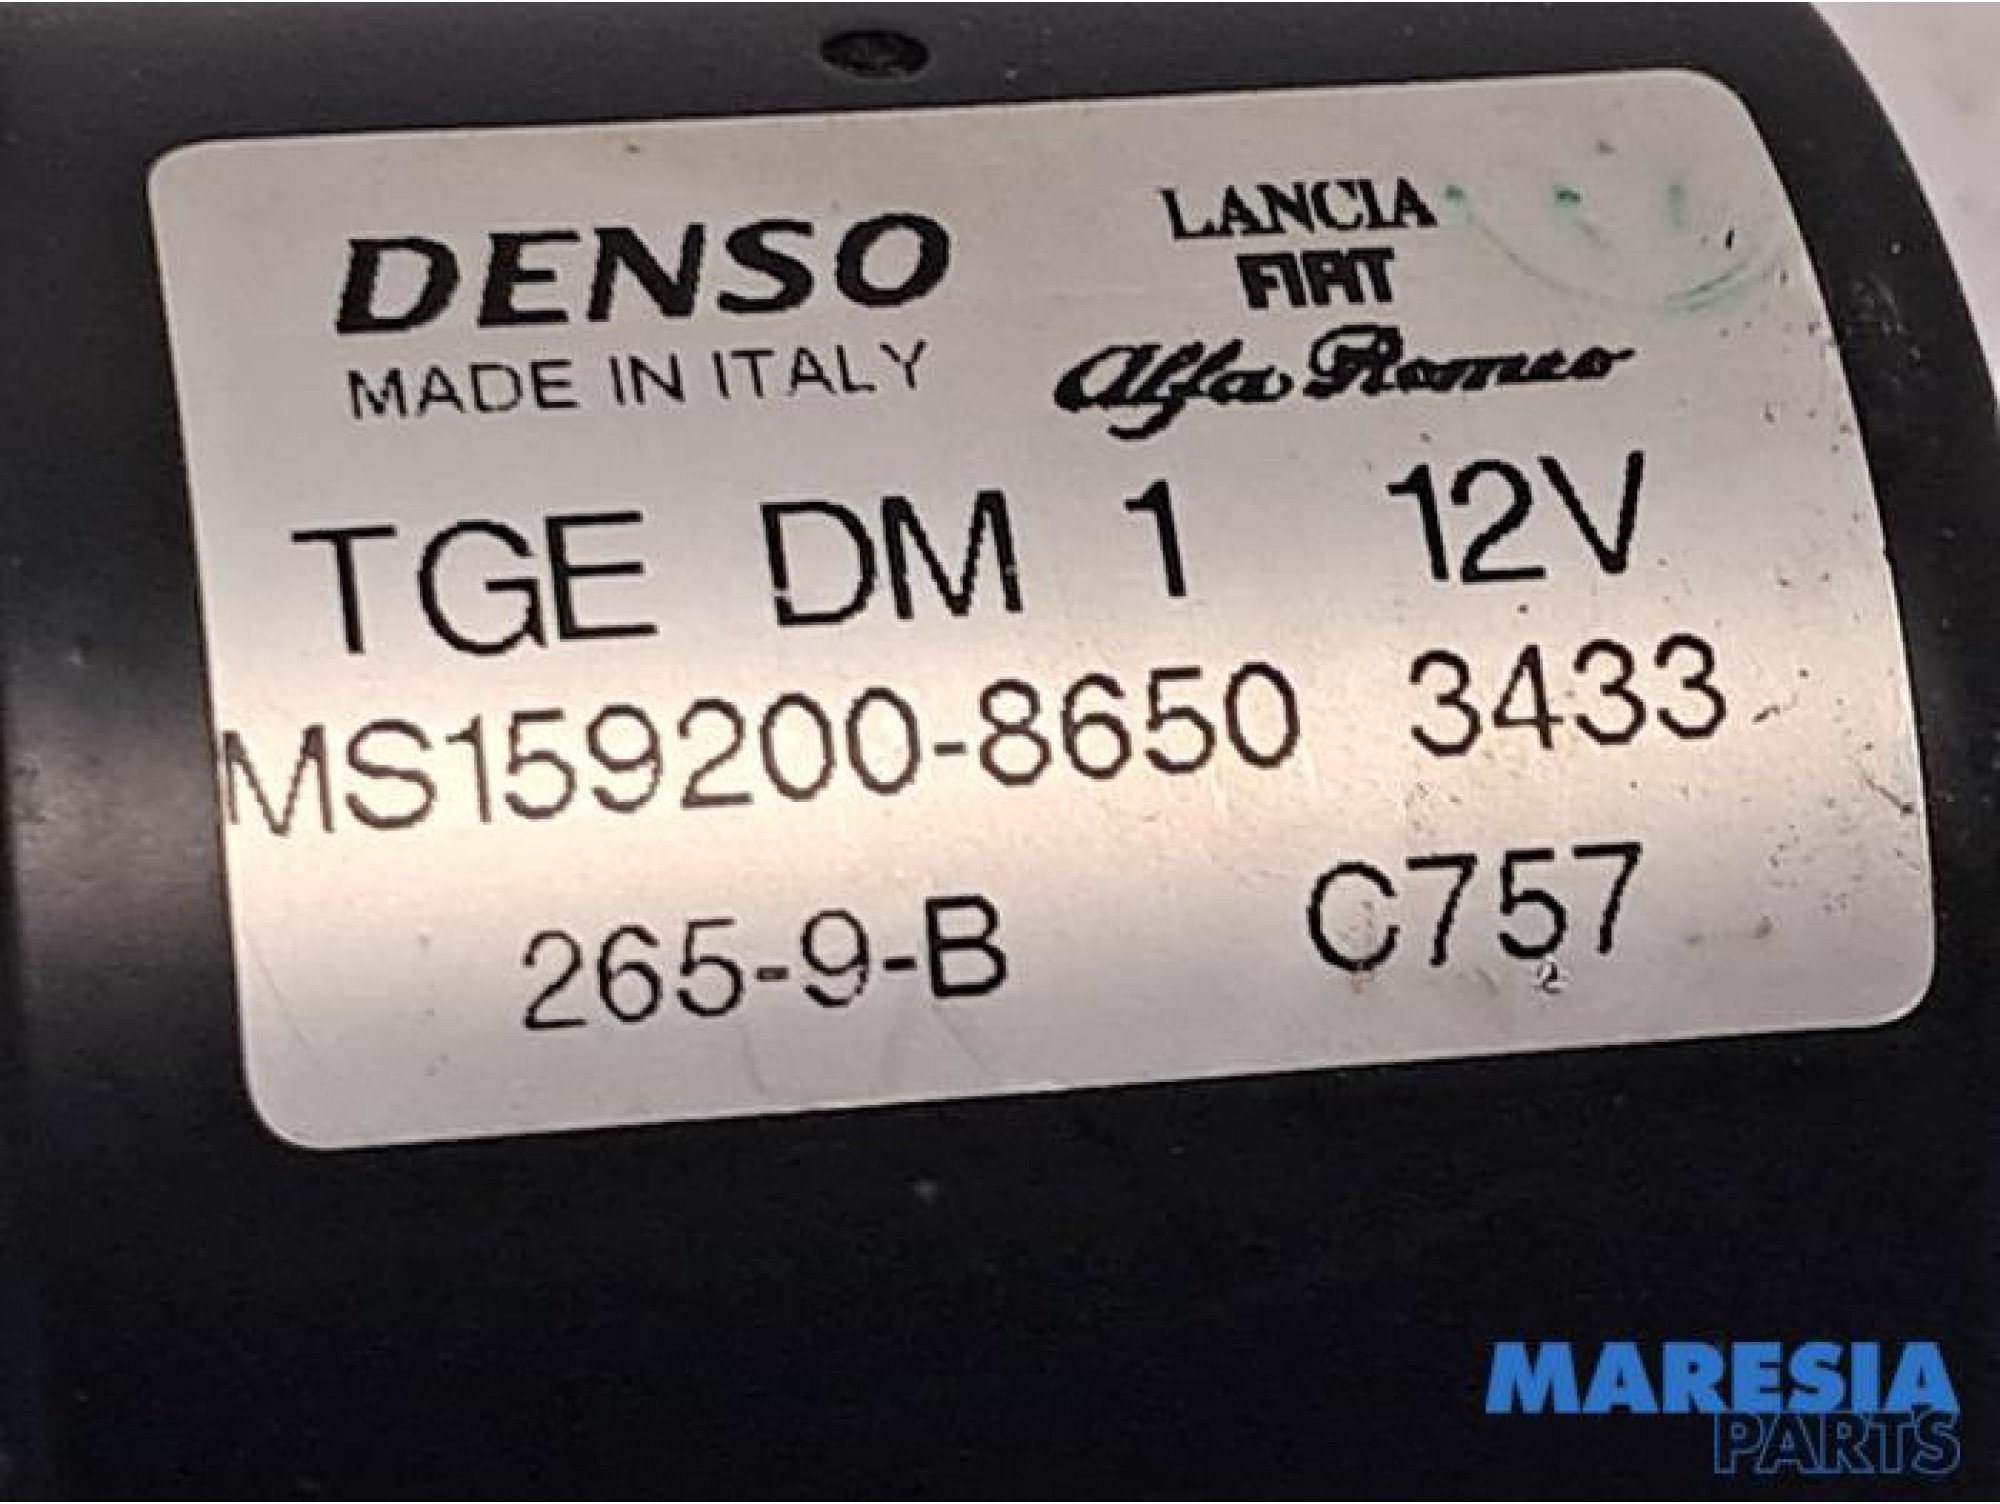 DENSO
MADE IN ITALY
LANCIA
FIAT
Alfa Romeo
TGE DM 1 12V
MS159200-8650 3433
265-9-B C757
MARESIA
PARTS